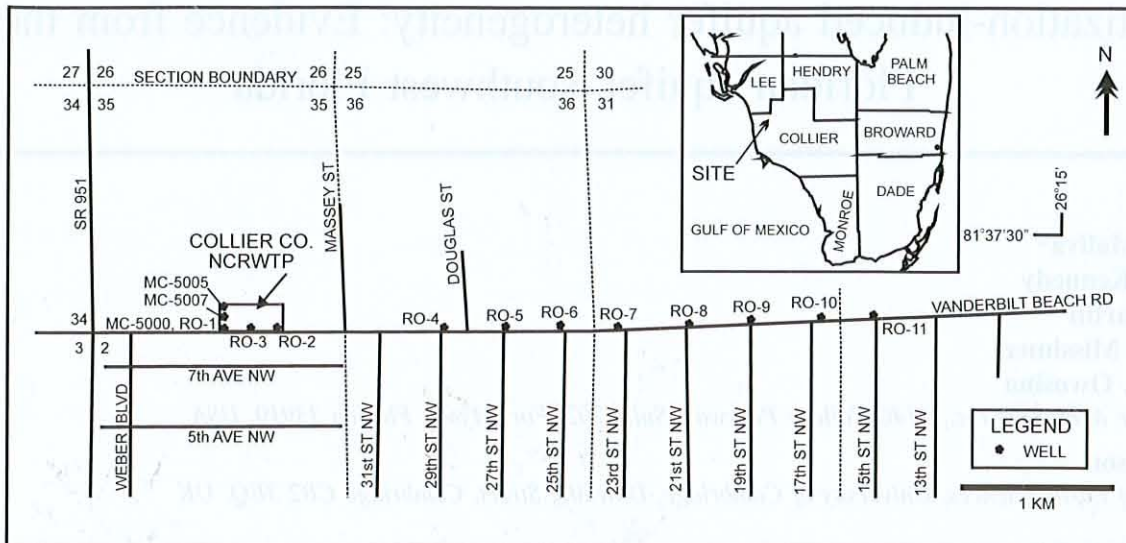 27 26
SECTION BOUNDARY
26 25
25 30
34 35
35 36
36 31
SR 951
MASSEY ST
DOUGLAS ST
COLLIER CO.
NCRWTP
MC-5005
MC-5007
MC-5000, RO-1
RO-3
RO-2
RO-4
RO-5
RO-6
RO-7
RO-8
RO-9
RO-10
RO-11
VANDERBILT BEACH RD
34
3 2
7th AVE NW
5th AVE NW
WEBER BLVD
31st ST NW
29th ST NW
27th ST NW
25th ST NW
23rd ST NW
21st ST NW
19th ST NW
17th ST NW
15th ST NW
13th ST NW
LEE
HENDRY
PALM
BEACH
COLLIER
BROWARD
SITE
DADE
MONROE
GULF OF MEXICO
N
26°15'
81°37'30"
LEGEND
WELL
1 KM